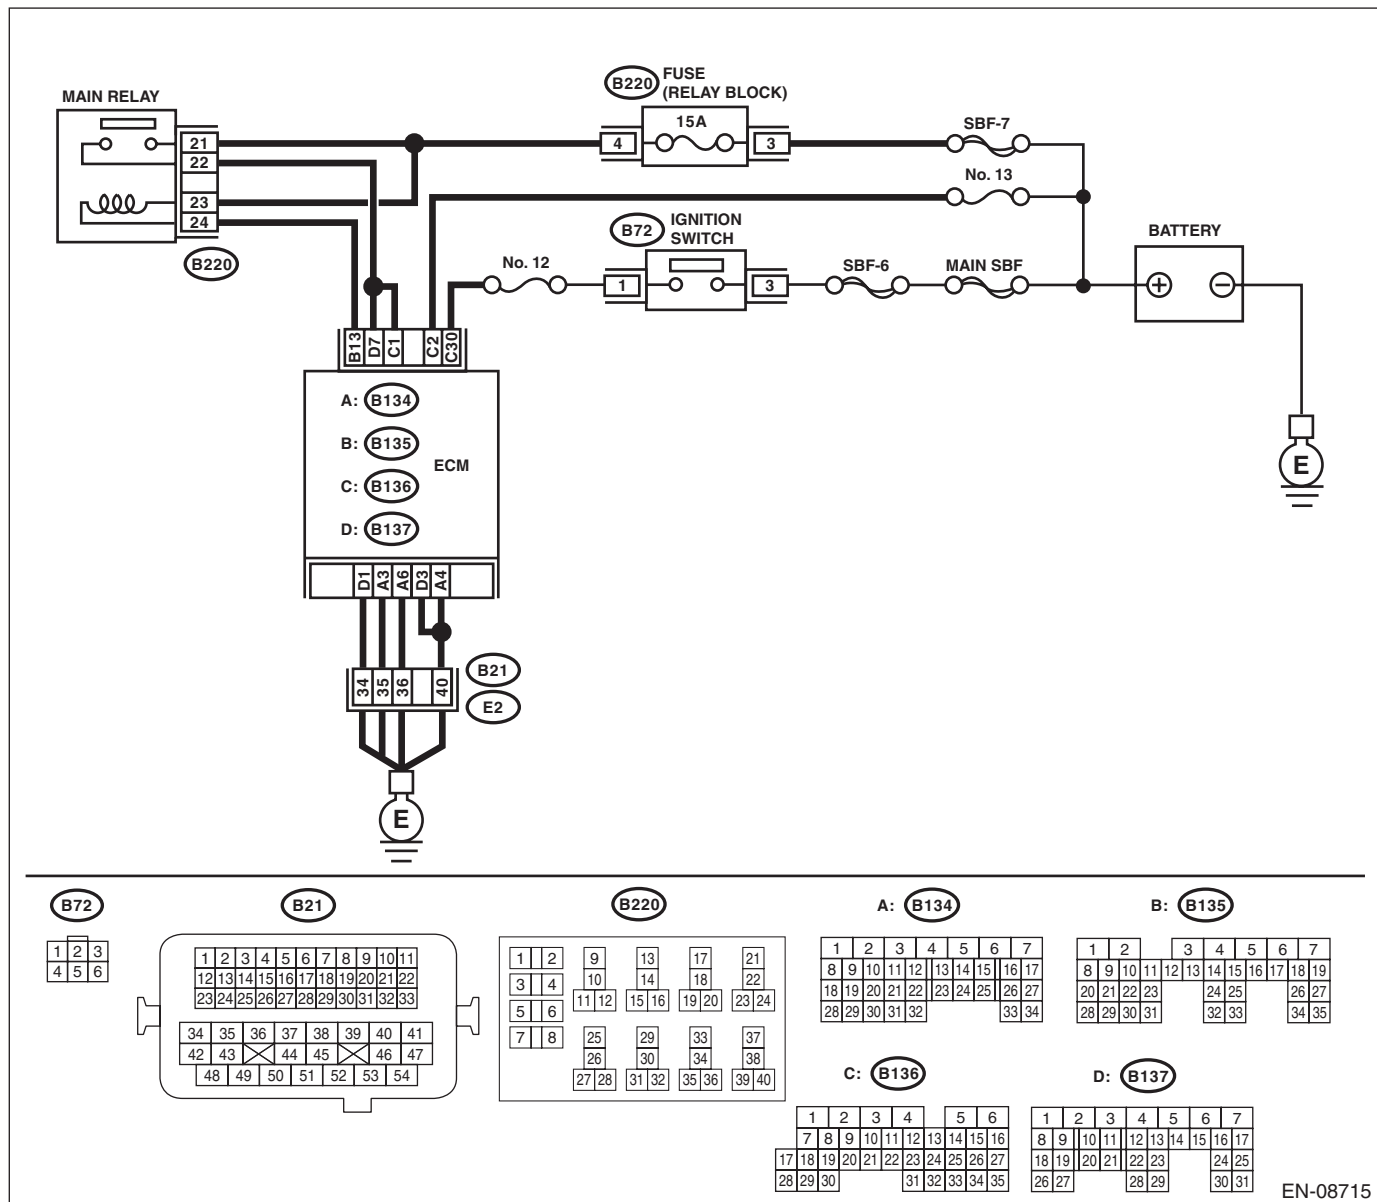 B220 FUSE
(RELAY BLOCK)
MAIN RELAY
15A
SBF-7
21
4
3
22
No. 13
23
24
B220
B72 IGNITION
SWITCH
BATTERY
No. 12
1
3
SBF-6
MAIN SBF
+
−
B13
D7
C1
C2
C30
A: B134
B: B135
ECM
C: B136
D: B137
E
D1
A3
A6
D3
A4
34
35
36
40
B21
E2
E
B72
1 2 3
4 5 6
B21
1 2 3 4 5 6 7 8 9 10 11
12 13 14 15 16 17 18 19 20 21 22
23 24 25 26 27 28 29 30 31 32 33
34 35 36 37 38 39 40 41
42 43 44 45 46 47
48 49 50 51 52 53 54
B220
1 2
3 4
5 6
7 8
9
10
11 12
13
14
15 16
17
18
19 20
21
22
23 24
25
26
27 28
29
30
31 32
33
34
35 36
37
38
39 40
A: B134
1 2 3 4 5 6 7
8 9 10 11 12 13 14 15 16 17
18 19 20 21 22 23 24 25 26 27
28 29 30 31 32 33 34
B: B135
1 2 3 4 5 6 7
8 9 10 11 12 13 14 15 16 17 18 19
20 21 22 23 24 25 26 27
28 29 30 31 32 33 34 35
C: B136
1 2 3 4 5 6
7 8 9 10 11 12 13 14 15 16
17 18 19 20 21 22 23 24 25 26 27
28 29 30 31 32 33 34 35
D: B137
1 2 3 4 5 6 7
8 9 10 11 12 13 14 15 16 17
18 19 20 21 22 23 24 25
26 27 28 29 30 31
EN-08715